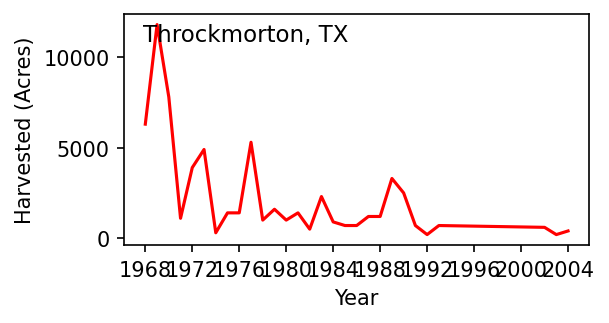 Throckmorton, TX
Harvested (Acres)
10000
5000
0
1968 1972 1976 1980 1984 1988 1992 1996 2000 2004
Year